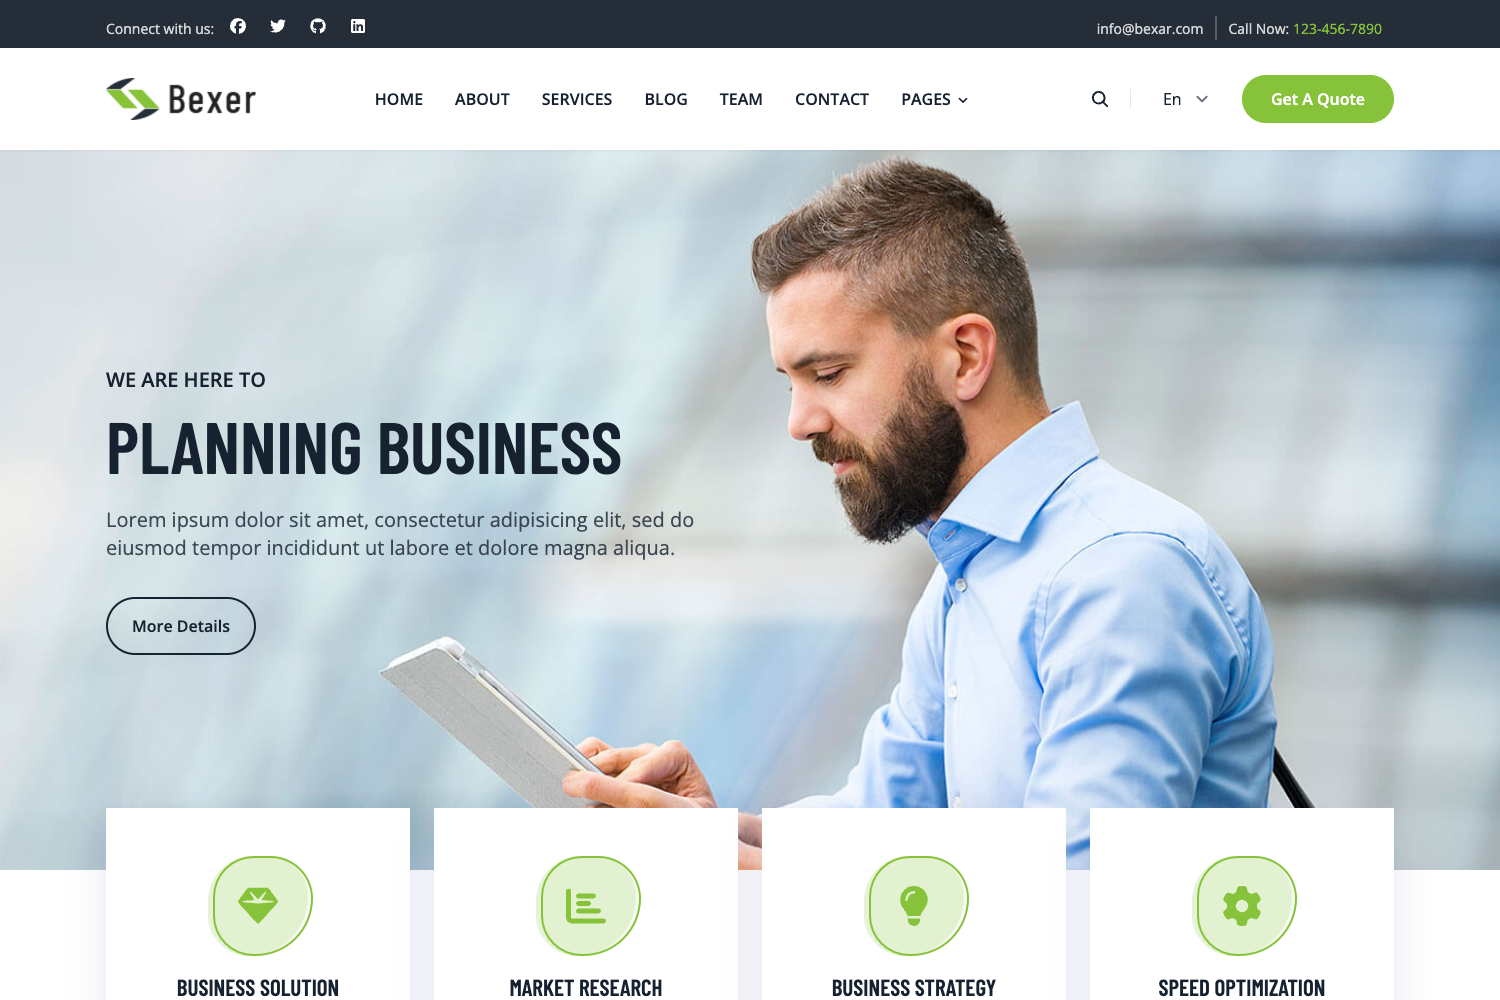 Connect with us:
info@bexar.com
Call Now: 123-456-7890
Bexer
HOME
ABOUT
SERVICES
BLOG
TEAM
CONTACT
PAGES
En
Get A Quote
WE ARE HERE TO
PLANNING BUSINESS
Lorem ipsum dolor sit amet, consectetur adipisicing elit, sed do
eiusmod tempor incididunt ut labore et dolore magna aliqua.
More Details
BUSINESS SOLUTION
MARKET RESEARCH
BUSINESS STRATEGY
SPEED OPTIMIZATION